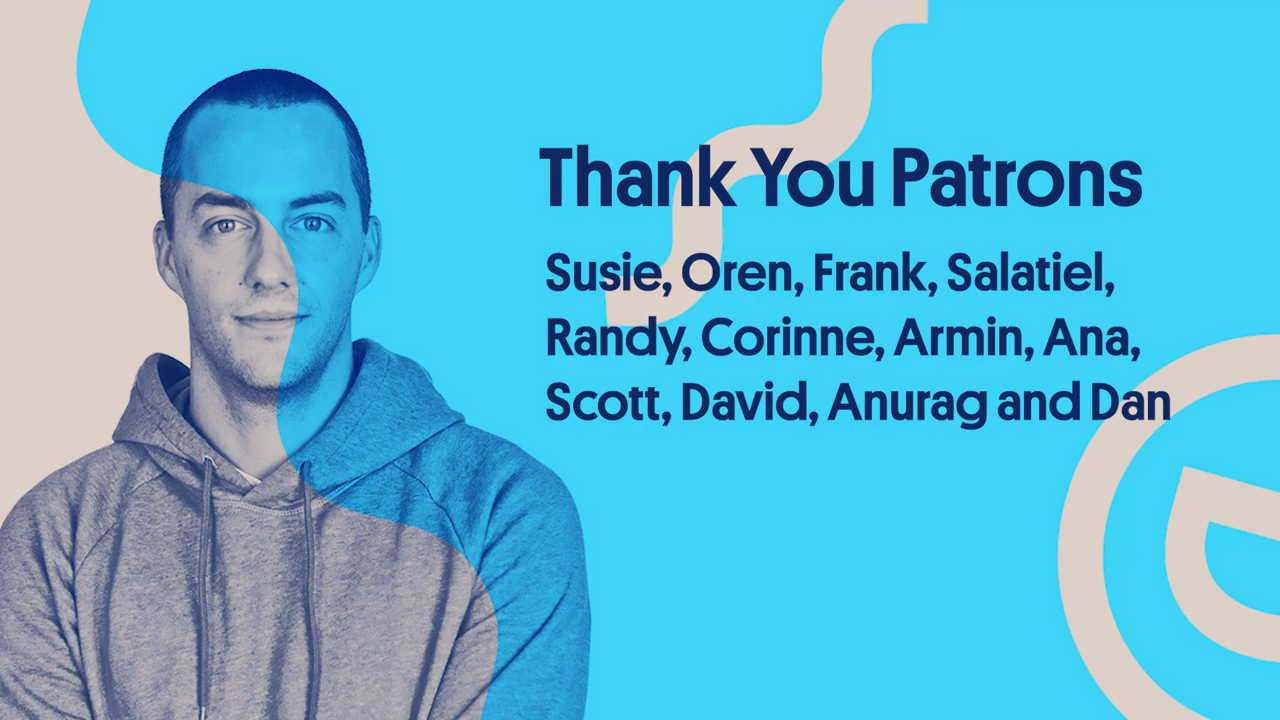 Thank You Patrons
Susie, Oren, Frank, Salatiel,
Randy, Corinne, Armin, Ana,
Scott, David, Anurag and Dan